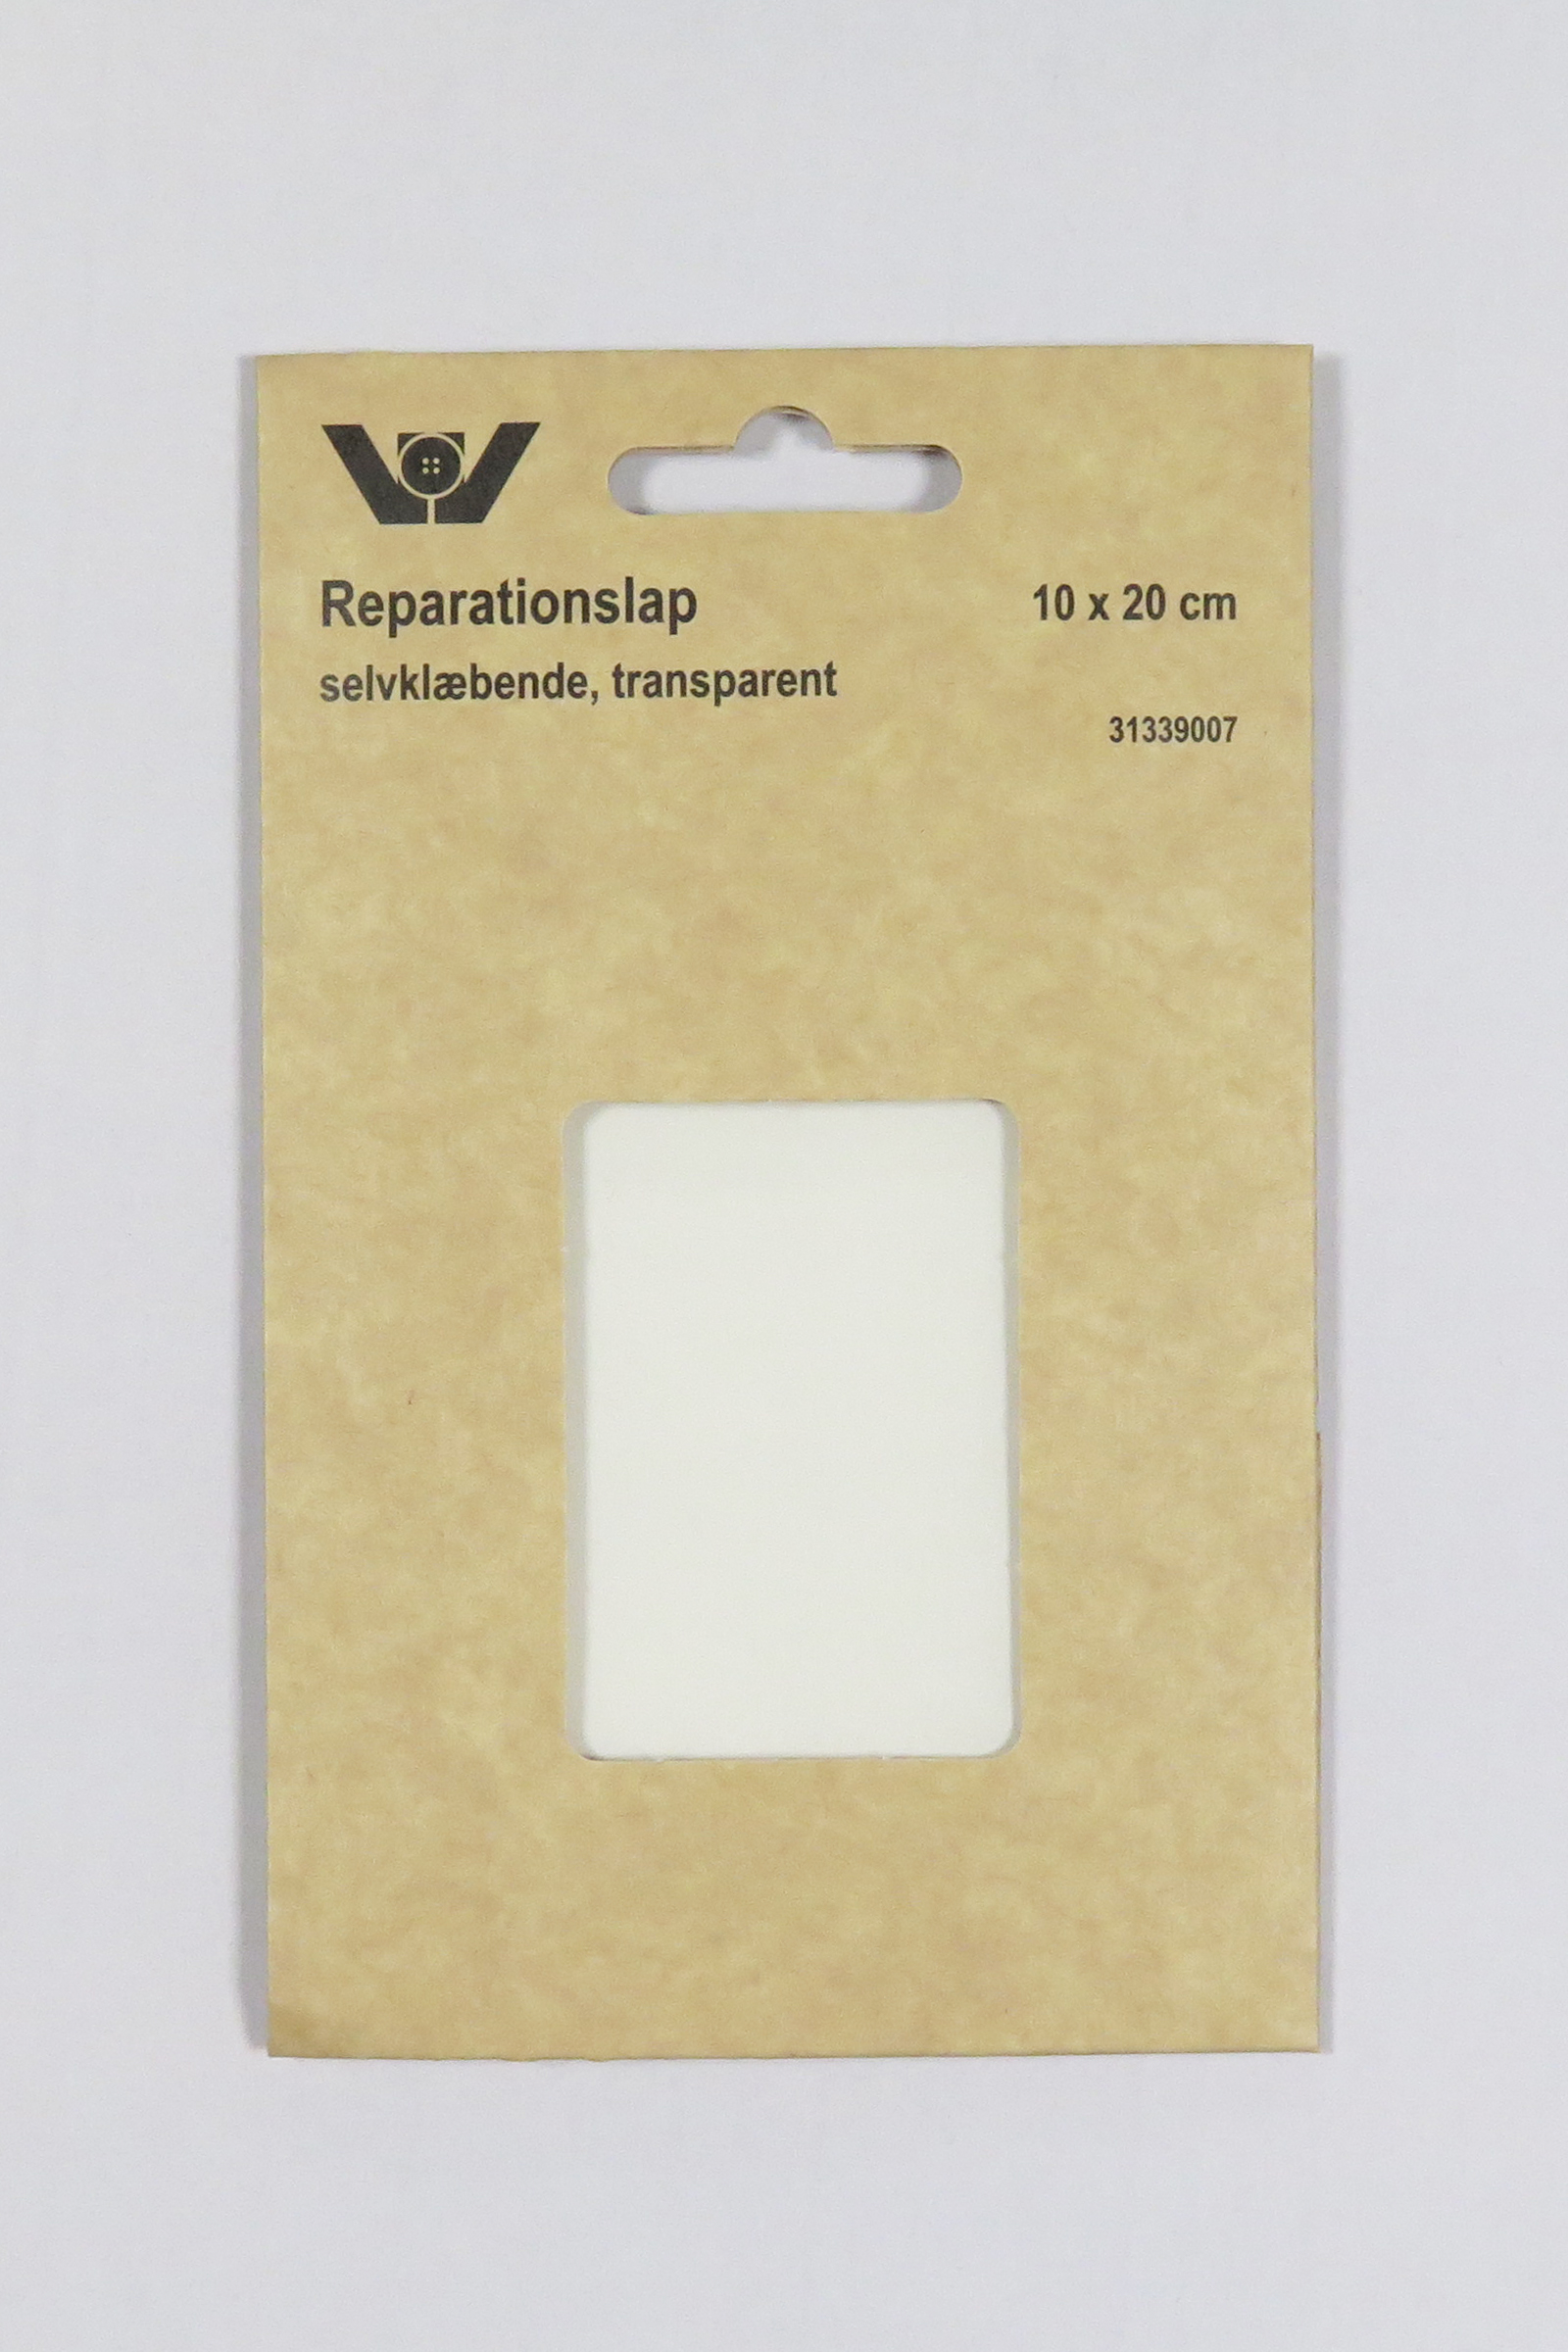 Reparationslap
10 x 20 cm
selvklæbende, transparent
31339007